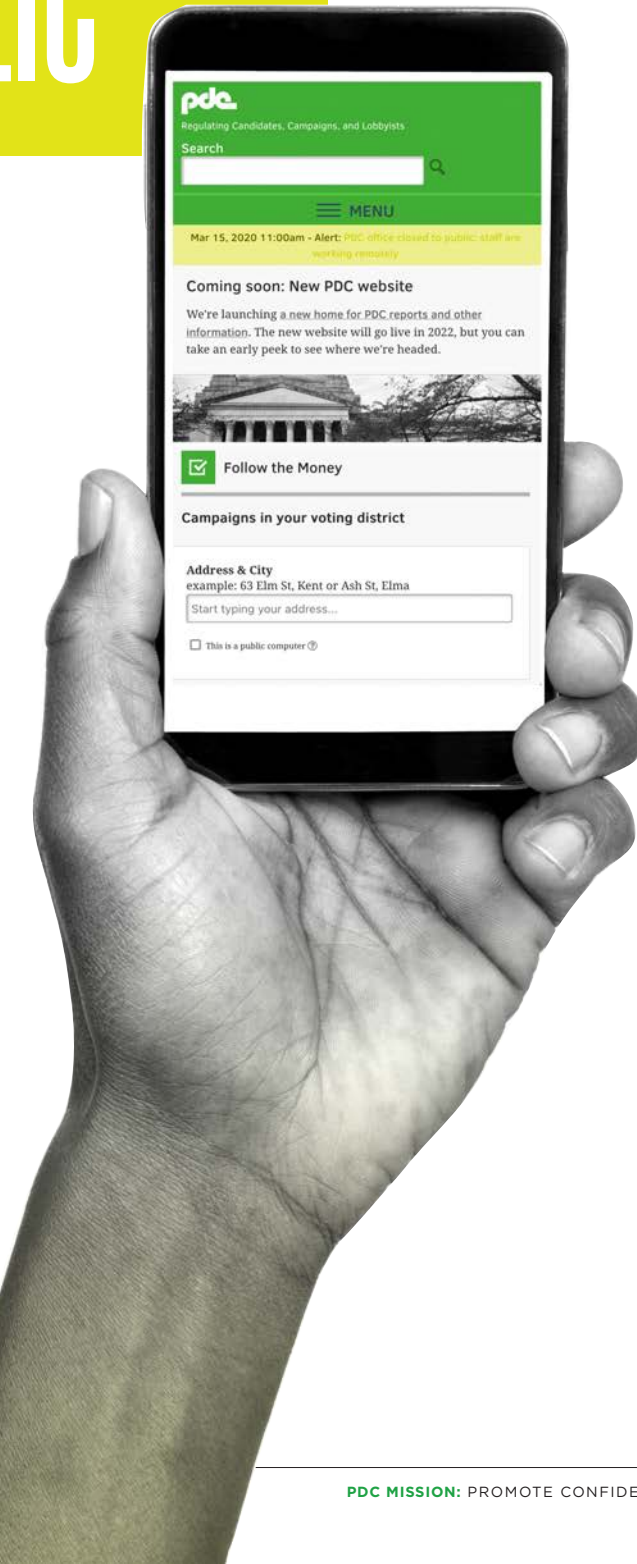 LIC
pdc.
Regulating Candidates, Campaigns, and Lobbyists
Search
MENU
Mar 15, 2020 11:00am - Alert: PDC office closed to public; staff are
working remotely
Coming soon: New PDC website
We're launching a new home for PDC reports and other
information. The new website will go live in 2022, but you can
take an early peek to see where we're headed.
Follow the Money
Campaigns in your voting district
Address & City
example: 63 Elm St, Kent or Ash St, Elma
Start typing your address...
This is a public computer ?
PDC MISSION: PROMOTE CONFIDE